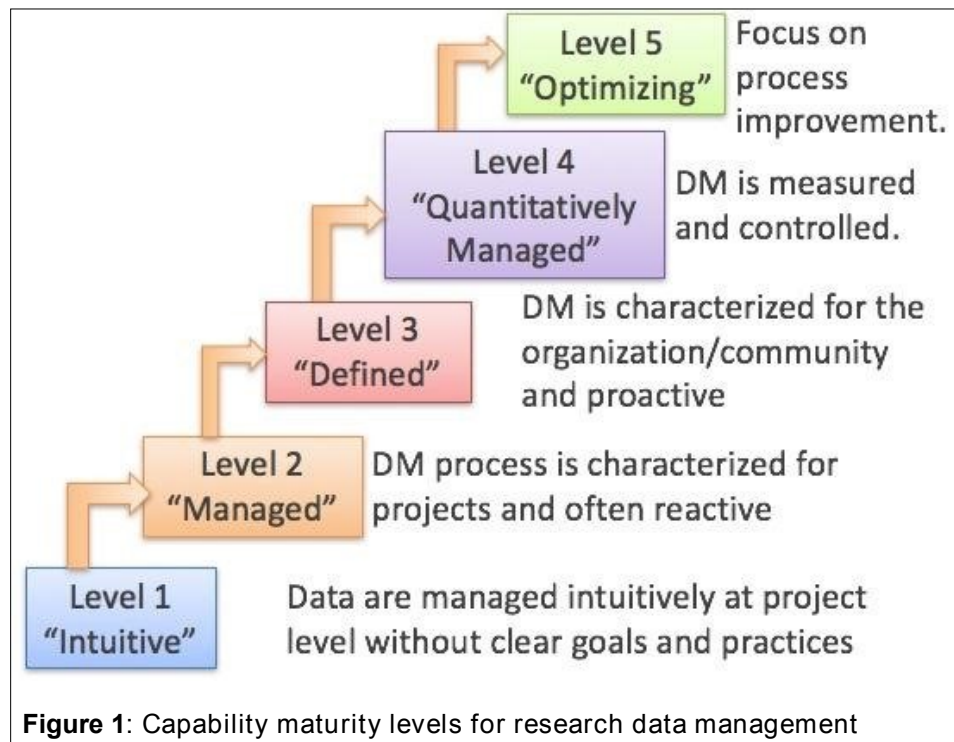 Level 5
“Optimizing”
Focus on
process
improvement.
Level 4
“Quantitatively
Managed”
DM is measured
and controlled.
Level 3
“Defined”
DM is characterized for the
organization/community
and proactive
Level 2
“Managed”
DM process is characterized for
projects and often reactive
Level 1
“Intuitive”
Data are managed intuitively at project
level without clear goals and practices
Figure 1: Capability maturity levels for research data management